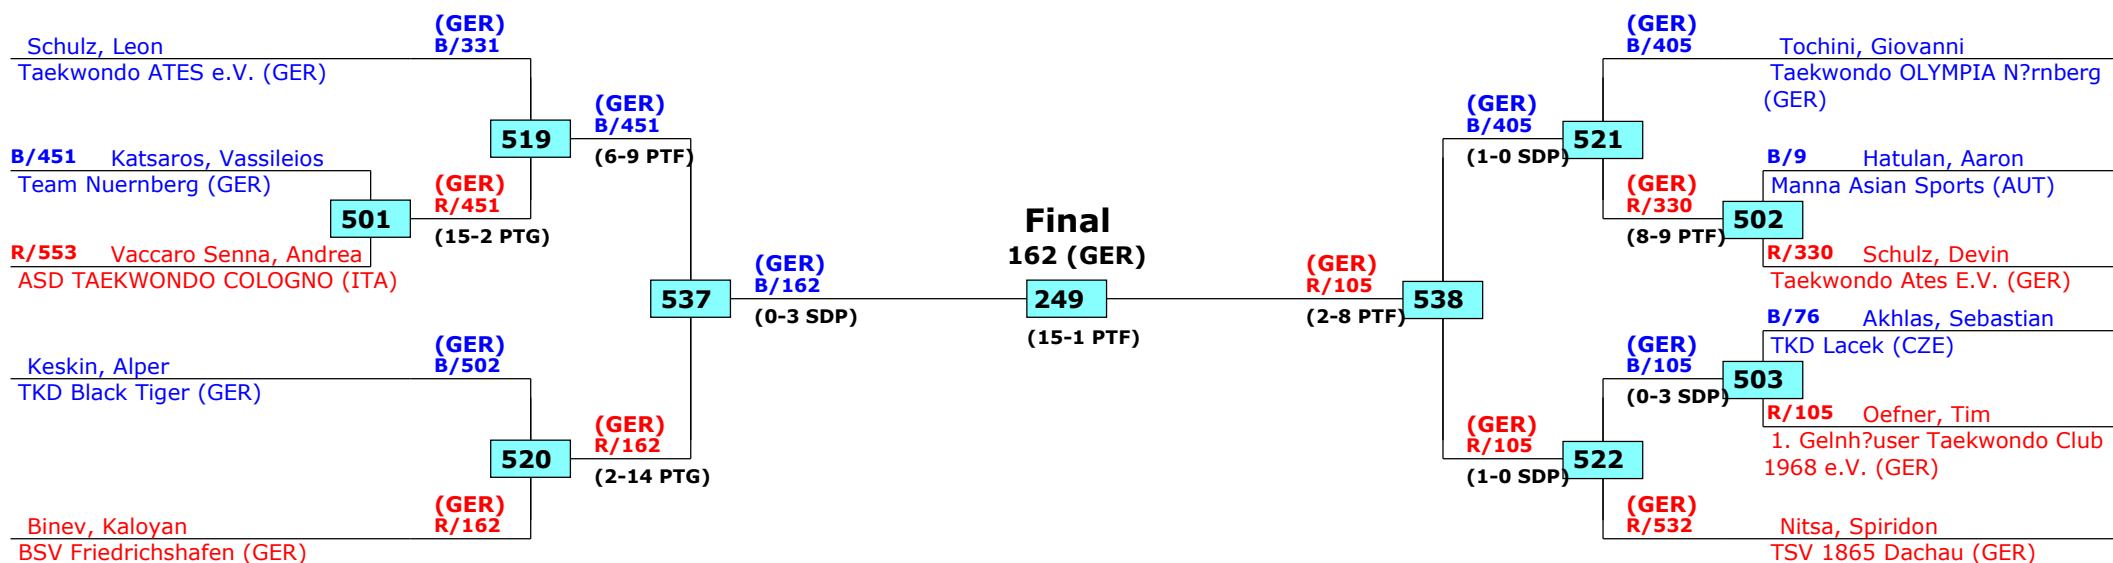 (GER)
B/331
Schulz, Leon
Taekwondo ATES e.V. (GER)
519
(GER)
B/451
(6-9 PTF)
B/451 Katsaros, Vassileios
Team Nuernberg (GER)
501
(GER)
R/451
(15-2 PTG)
R/553 Vaccaro Senna, Andrea
ASD TAEKWONDO COLOGNO (ITA)
537
(GER)
B/162
(0-3 SDP)
(GER)
B/502
Keskin, Alper
TKD Black Tiger (GER)
520
(GER)
R/162
(2-14 PTG)
(GER)
R/162
Binev, Kaloyan
BSV Friedrichshafen (GER)
Final
162 (GER)
249
(15-1 PTF)
(GER)
R/105
(2-8 PTF)
538
(GER)
B/405
(1-0 SDP)
521
(GER)
B/405
Tochini, Giovanni
Taekwondo OLYMPIA N?rnberg
(GER)
(GER)
R/330
(8-9 PTF)
502
B/9 Hatulan, Aaron
Manna Asian Sports (AUT)
R/330 Schulz, Devin
Taekwondo Ates E.V. (GER)
B/76 Akhlas, Sebastian
TKD Lacek (CZE)
(GER)
B/105
(0-3 SDP)
503
R/105 Oefner, Tim
1. Gelnh?user Taekwondo Club
1968 e.V. (GER)
(GER)
R/105
(1-0 SDP)
522
(GER)
R/532
Nitsa, Spiridon
TSV 1865 Dachau (GER)